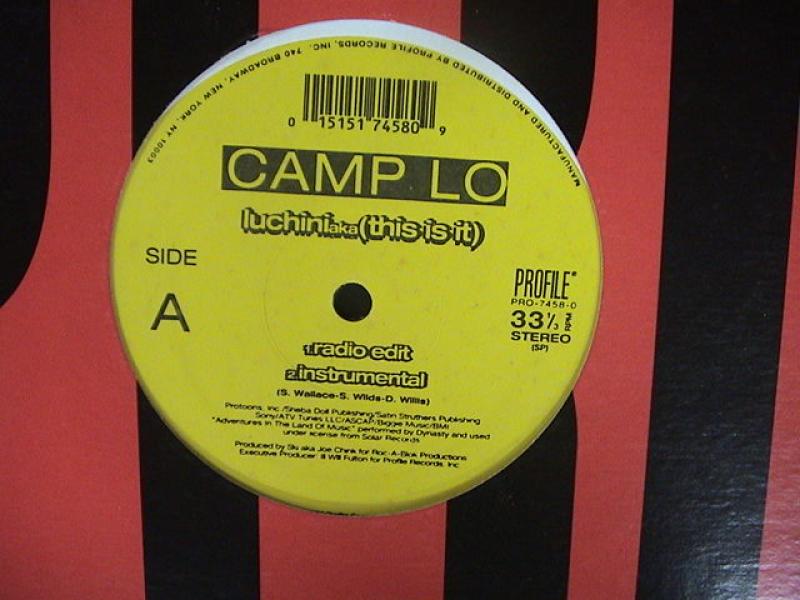 MANUFACTURED AND DISTRIBUTED BY PROFILE RECORDS, INC. 740 BROADWAY, NEW YORK, NY 10003
0 15151 74580 9
CAMP LO
luchini aka (this is it)
SIDE
A
PROFILE®
PRO-7458-0
33⅓ RPM
STEREO
(SP)
1. radio edit
2. instrumental
(S. Wallace-S. Wilds-D. Willis)
Protoons, Inc./Sheba Doll Publishing/Satin Struthers Publishing
Sony/ATV Tunes LLC/ASCAP/Biggie Music/BMI
"Adventures In The Land Of Music" performed by Dynasty and used
under license from Solar Records
Produced by Ski aka Joe Chink for Roc-A-Blok Productions
Executive Producer: Ill Will Fulton for Profile Records, Inc